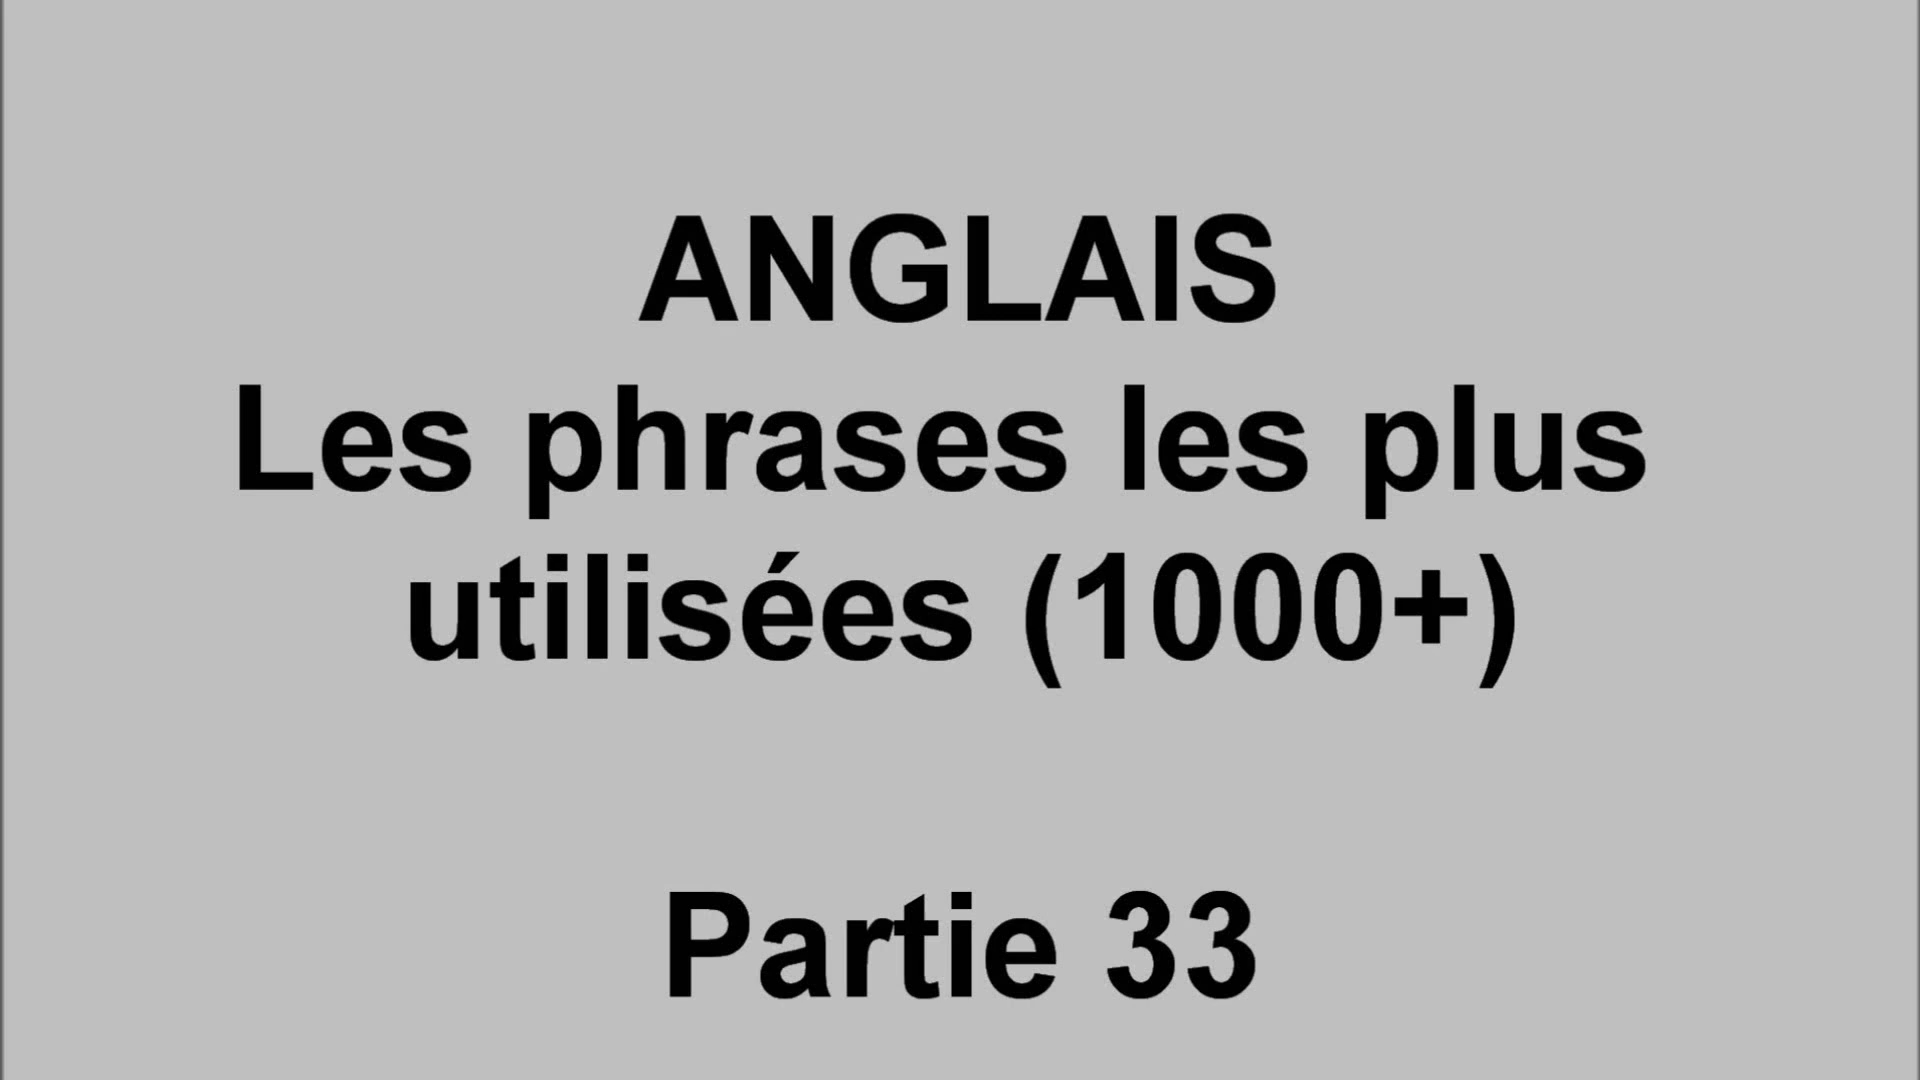 ANGLAIS
Les phrases les plus
utilisées (1000+)
Partie 33